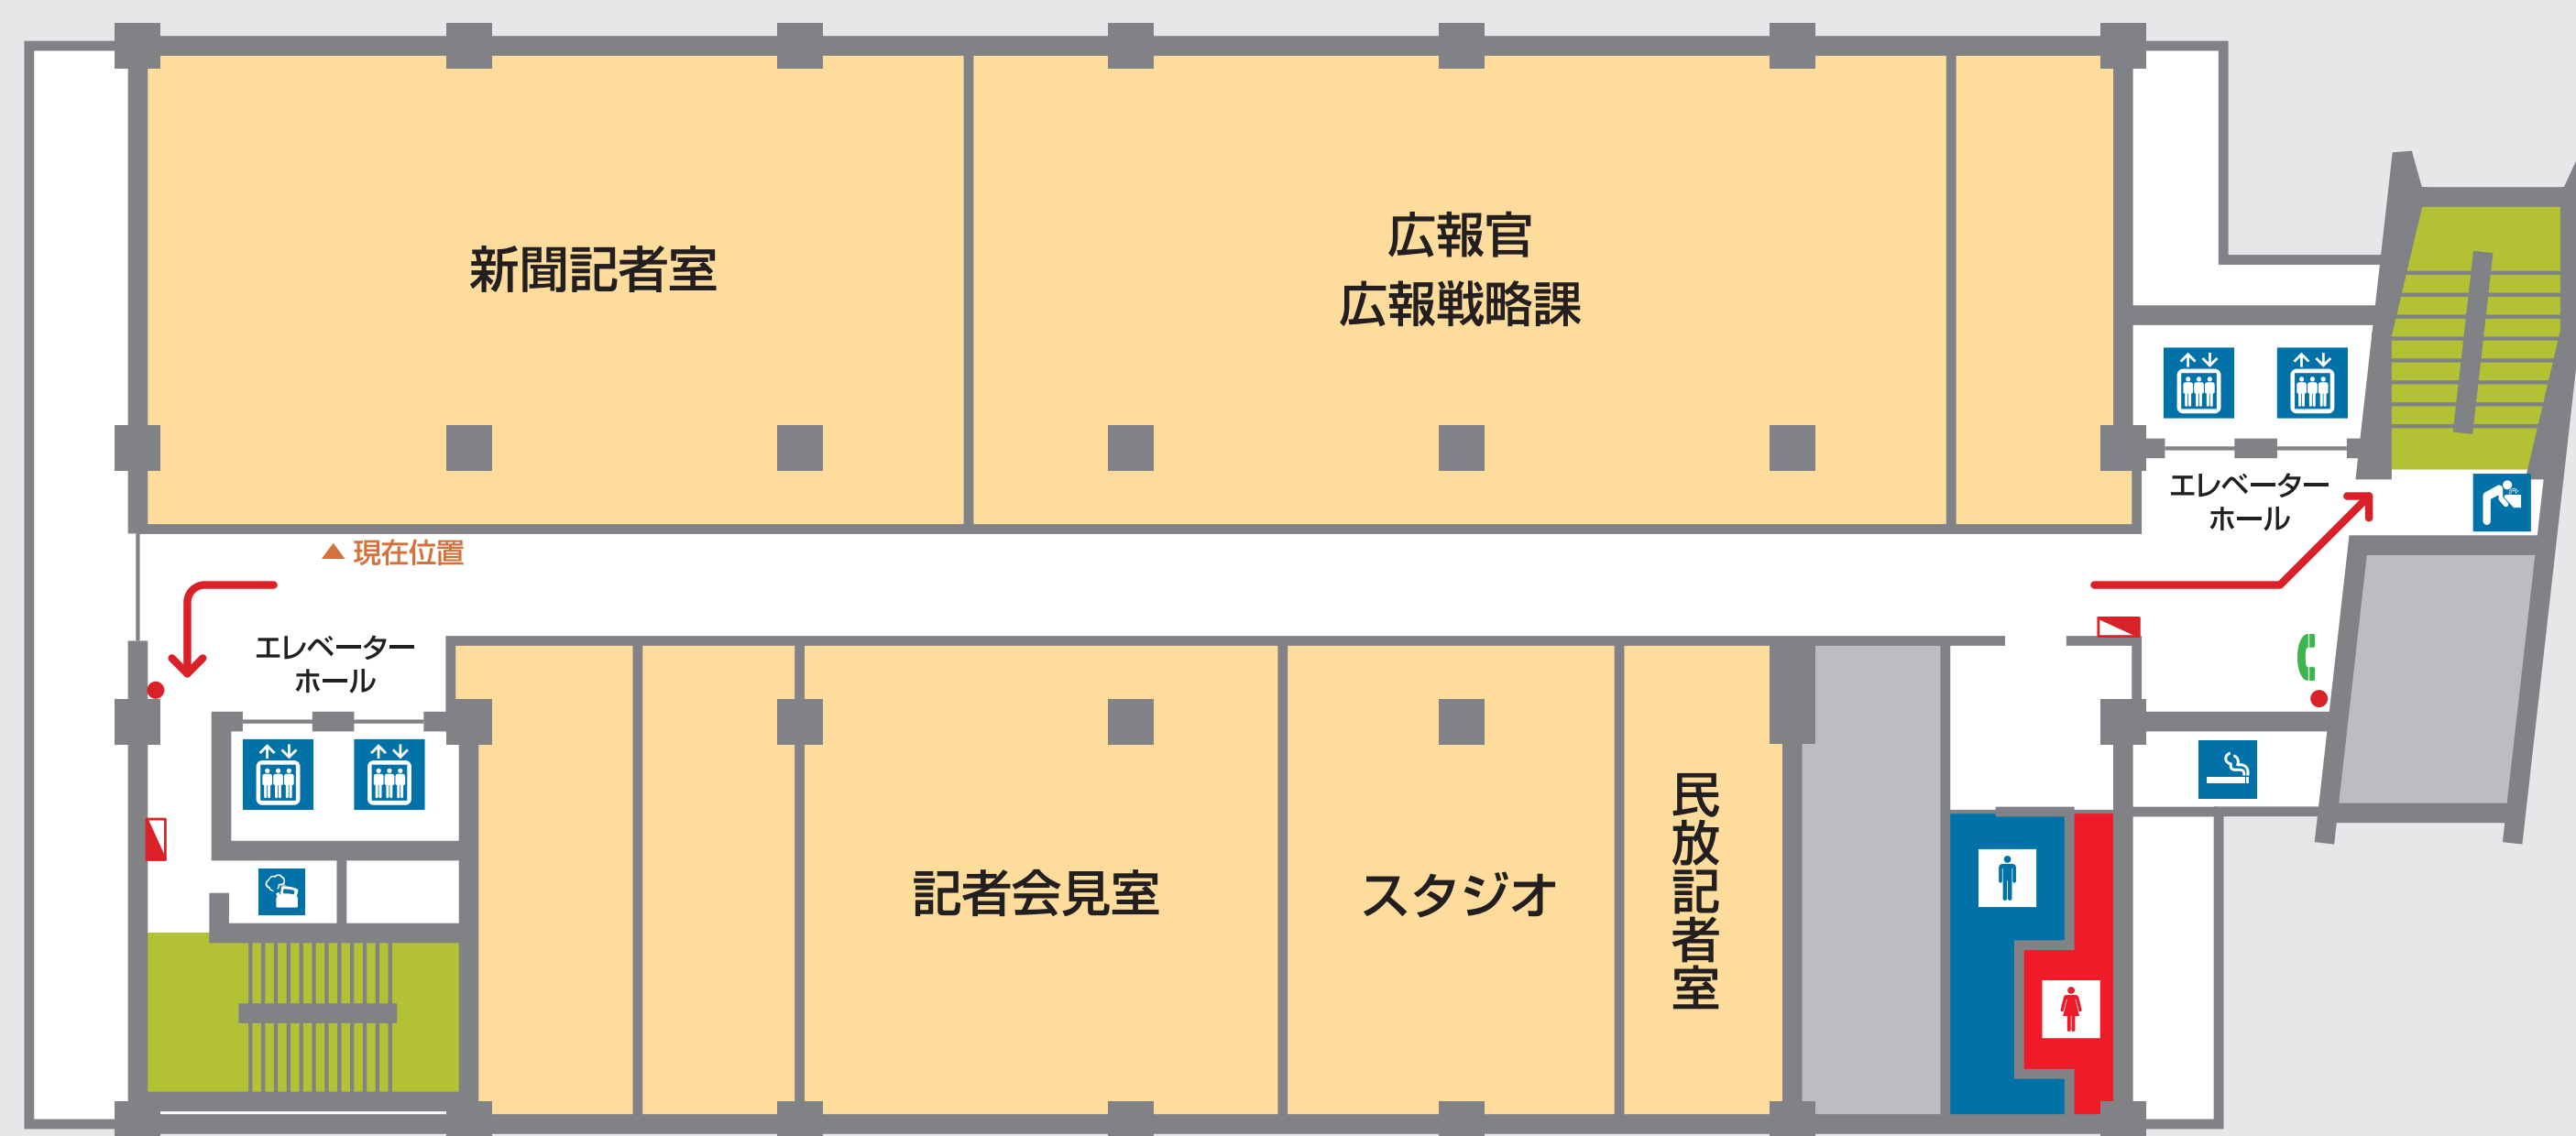 新聞記者室
広報官
広報戦略課
エレベーター
ホール
▲ 現在位置
エレベーター
ホール
記者会見室
スタジオ
民放記者室